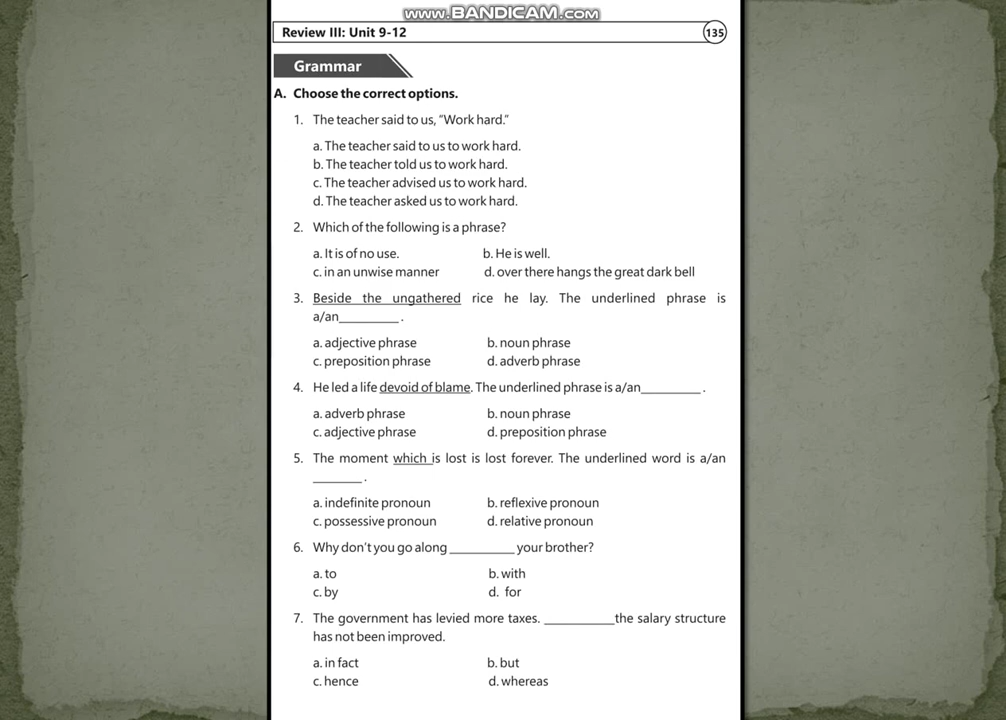 www.BANDICAM.com
Review III: Unit 9-12
135
Grammar
A. Choose the correct options.
1. The teacher said to us, “Work hard.”
a. The teacher said to us to work hard.
b. The teacher told us to work hard.
c. The teacher advised us to work hard.
d. The teacher asked us to work hard.
2. Which of the following is a phrase?
a. It is of no use. b. He is well.
c. in an unwise manner d. over there hangs the great dark bell
3. Beside the ungathered rice he lay. The underlined phrase is
a/an__________ .
a. adjective phrase b. noun phrase
c. preposition phrase d. adverb phrase
4. He led a life devoid of blame. The underlined phrase is a/an__________ .
a. adverb phrase b. noun phrase
c. adjective phrase d. preposition phrase
5. The moment which is lost is lost forever. The underlined word is a/an
________ .
a. indefinite pronoun b. reflexive pronoun
c. possessive pronoun d. relative pronoun
6. Why don’t you go along ___________ your brother?
a. to b. with
c. by d. for
7. The government has levied more taxes. ____________the salary structure
has not been improved.
a. in fact b. but
c. hence d. whereas